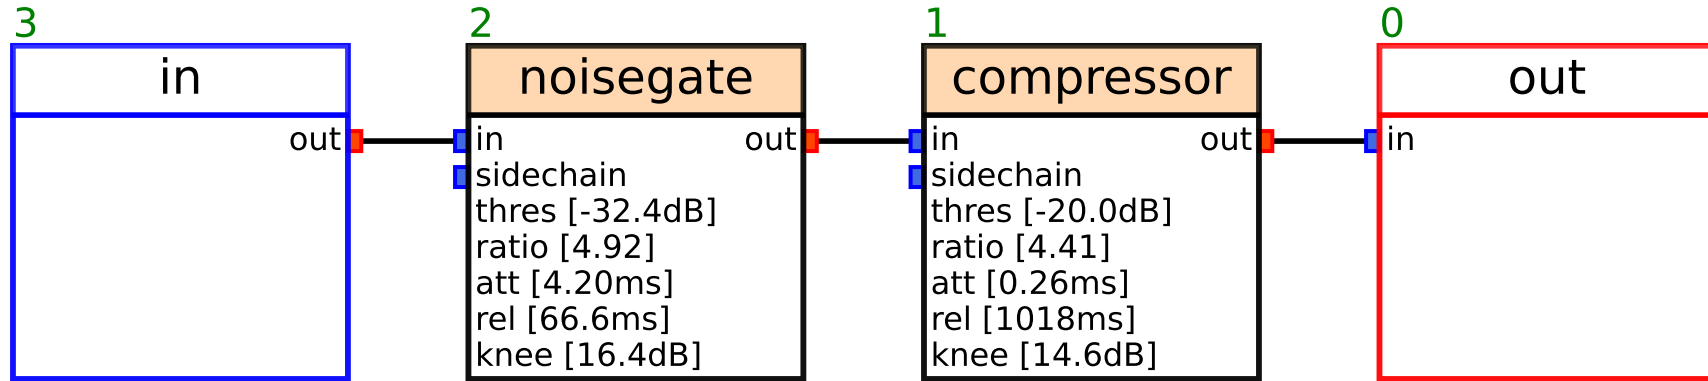 3
2
1
0
in
noisegate
compressor
out
out
in
out
in
out
in
sidechain
sidechain
thres [-32.4dB]
thres [-20.0dB]
ratio [4.92]
ratio [4.41]
att [4.20ms]
att [0.26ms]
rel [66.6ms]
rel [1018ms]
knee [16.4dB]
knee [14.6dB]